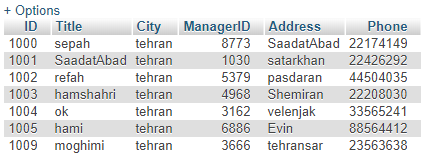 + Options
ID Title City ManagerID Address Phone
1000 sepah tehran 8773 SaadatAbad 22174149
1001 SaadatAbad tehran 1030 satarkhan 22426292
1002 refah tehran 5379 pasdaran 44504035
1003 hamshahri tehran 4968 Shemiran 22208030
1004 ok tehran 3162 velenjak 33565241
1005 hami tehran 6886 Evin 88564412
1009 moghimi tehran 3666 tehransar 23563638